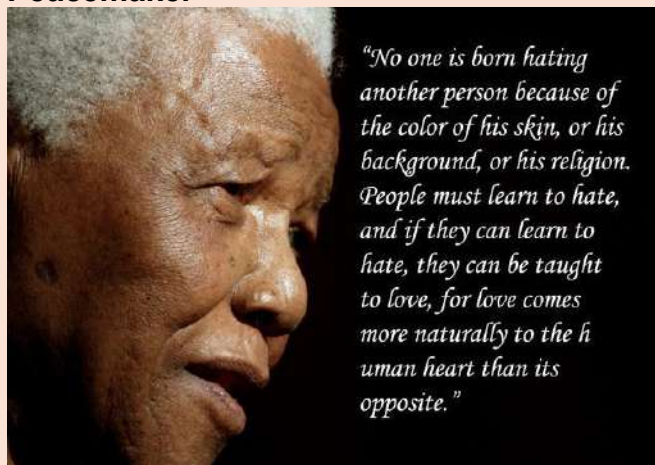 Peacemaker
“No one is born hating
another person because of
the color of his skin, or his
background, or his religion.
People must learn to hate,
and if they can learn to
hate, they can be taught
to love, for love comes
more naturally to the h
uman heart than its
opposite.”